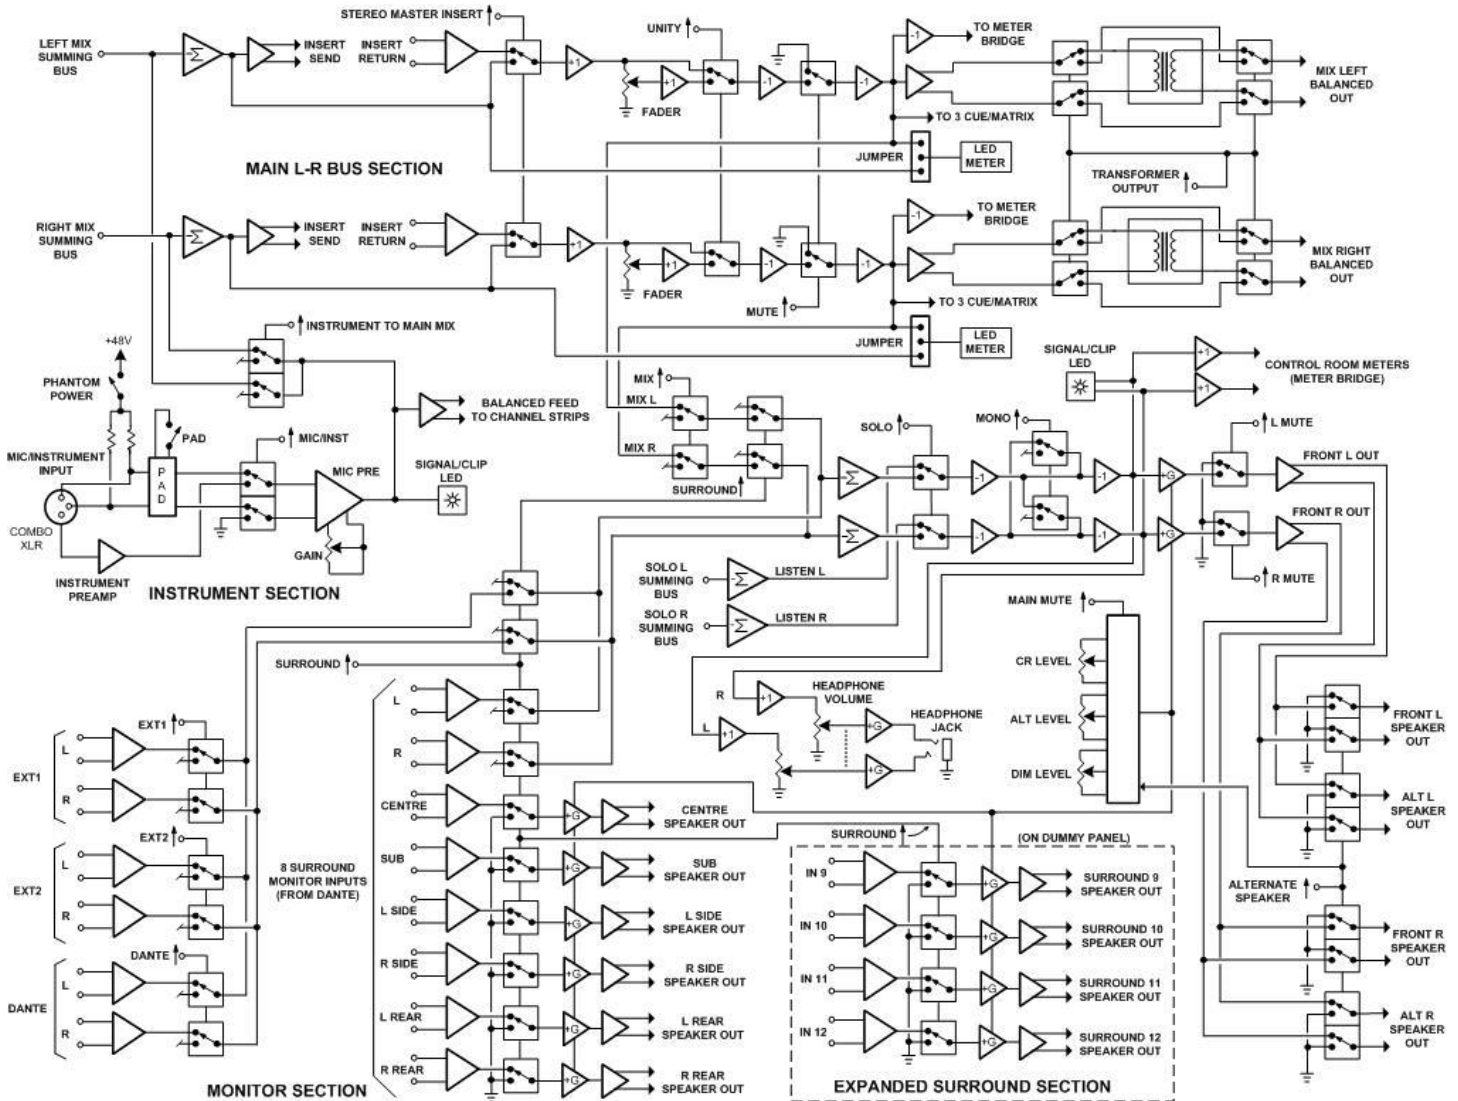 STEREO MASTER INSERT
LEFT MIX
SUMMING
BUS
-Σ
INSERT
SEND
INSERT
RETURN
+1
UNITY
+1
FADER
-1
-1
-1
TO METER
BRIDGE
TO 3 CUE/MATRIX
JUMPER
LED
METER
MIX LEFT
BALANCED
OUT
MAIN L-R BUS SECTION
TRANSFORMER
OUTPUT
RIGHT MIX
SUMMING
BUS
-Σ
INSERT
SEND
INSERT
RETURN
+1
+1
FADER
-1
-1
MUTE
-1
TO METER
BRIDGE
TO 3 CUE/MATRIX
JUMPER
LED
METER
MIX RIGHT
BALANCED
OUT
INSTRUMENT TO MAIN MIX
+48V
PHANTOM
POWER
PAD
MIC/INSTRUMENT
INPUT
P
A
D
COMBO
XLR
INSTRUMENT
PREAMP
MIC/INST
MIC PRE
GAIN
BALANCED FEED
TO CHANNEL STRIPS
SIGNAL/CLIP
LED
INSTRUMENT SECTION
MIX
MIX L
MIX R
SURROUND
SOLO
-Σ
-Σ
-1
-1
MONO
-1
-1
SIGNAL/CLIP
LED
+1
+1
CONTROL ROOM METERS
(METER BRIDGE)
+G
+G
L MUTE
R MUTE
FRONT L OUT
FRONT R OUT
SOLO L
SUMMING
BUS
-Σ
LISTEN L
SOLO R
SUMMING
BUS
-Σ
LISTEN R
MAIN MUTE
CR LEVEL
ALT LEVEL
DIM LEVEL
R
+1
L
+1
HEADPHONE
VOLUME
+G
+G
HEADPHONE
JACK
FRONT L
SPEAKER
OUT
ALT L
SPEAKER
OUT
ALTERNATE
SPEAKER
FRONT R
SPEAKER
OUT
ALT R
SPEAKER
OUT
SURROUND
EXT1
EXT1
L
R
EXT2
EXT2
L
R
DANTE
DANTE
L
R
8 SURROUND
MONITOR INPUTS
(FROM DANTE)
L
R
CENTRE
+G
CENTRE
SPEAKER OUT
SUB
+G
SUB
SPEAKER OUT
L SIDE
+G
L SIDE
SPEAKER OUT
R SIDE
+G
R SIDE
SPEAKER OUT
L REAR
+G
L REAR
SPEAKER OUT
R REAR
+G
R REAR
SPEAKER OUT
MONITOR SECTION
SURROUND
(ON DUMMY PANEL)
IN 9
+G
SURROUND 9
SPEAKER OUT
IN 10
+G
SURROUND 10
SPEAKER OUT
IN 11
+G
SURROUND 11
SPEAKER OUT
IN 12
+G
SURROUND 12
SPEAKER OUT
EXPANDED SURROUND SECTION